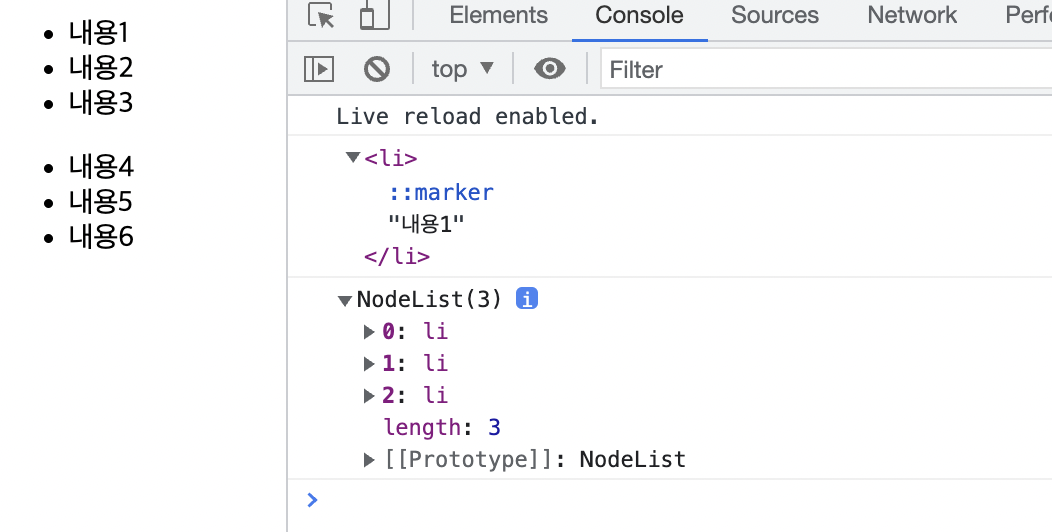 내용1
내용2
내용3
내용4
내용5
내용6
Elements Console Sources Network Perf
top Filter
Live reload enabled.
<li>
::marker
"내용1"
</li>
NodeList(3) i
0: li
1: li
2: li
length: 3
[[Prototype]]: NodeList